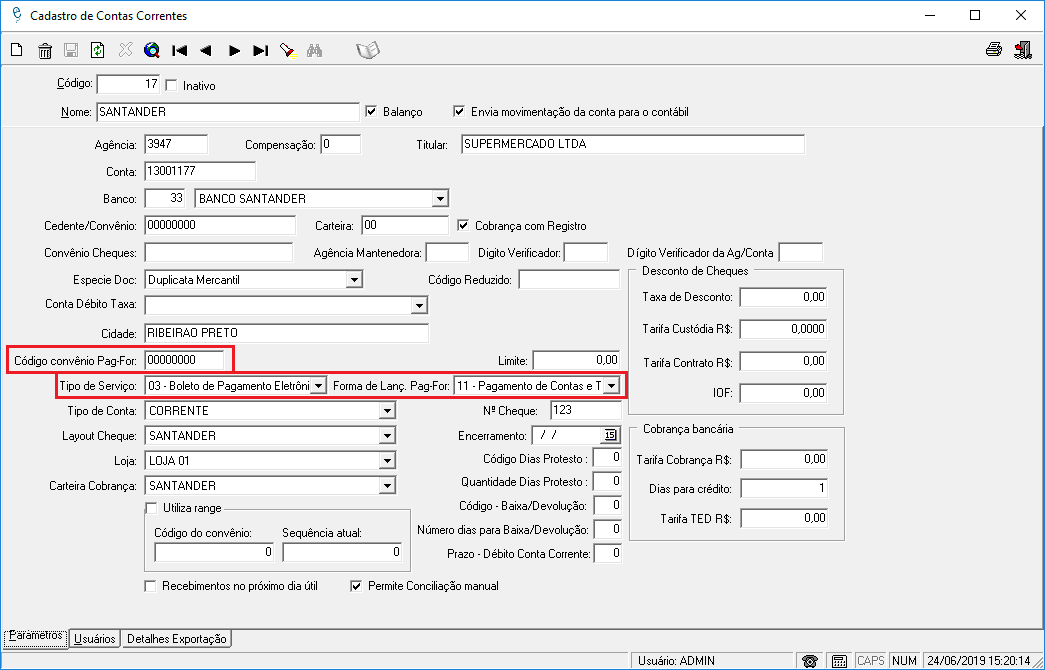 Cadastro de Contas Correntes
Código: 17 Inativo
Nome: SANTANDER Balanço Envia movimentação da conta para o contábil
Agência: 3947 Compensação: 0 Titular: SUPERMERCADO LTDA
Conta: 13001177
Banco: 33 BANCO SANTANDER
Cedente/Convênio: 00000000 Carteira: 00 Cobrança com Registro
Convênio Cheques: Agência Mantenedora: Digito Verificador: Dígito Verificador da Ag/Conta
Especie Doc: Duplicata Mercantil Código Reduzido:
Conta Débito Taxa:
Cidade: RIBEIRAO PRETO
Código convênio Pag-For: 00000000 Limite: 0,00
Tipo de Serviço: 03 - Boleto de Pagamento Eletrôni Forma de Lanç. Pag-For: 11 - Pagamento de Contas e T
Tipo de Conta: CORRENTE Nº Cheque: 123
Layout Cheque: SANTANDER Encerramento: / / 15
Loja: LOJA 01 Código Dias Protesto : 0
Carteira Cobrança: SANTANDER Quantidade Dias Protesto : 0
Código - Baixa/Devolução: 0
Número dias para Baixa/Devolução: 0
Prazo - Débito Conta Corrente: 0
Utiliza range
Código do convênio: Sequência atual:
0 0
Recebimentos no próximo dia útil Permite Conciliação manual
Desconto de Cheques
Taxa de Desconto: 0,00
Tarifa Custódia R$: 0,0000
Tarifa Contrato R$: 0,00
IOF: 0,00
Cobrança bancária
Tarifa Cobrança R$: 0,00
Dias para crédito: 1
Tarifa TED R$: 0,00
Parâmetros Usuários Detalhes Exportação
Usuário: ADMIN CAPS NUM 24/06/2019 15:20:14